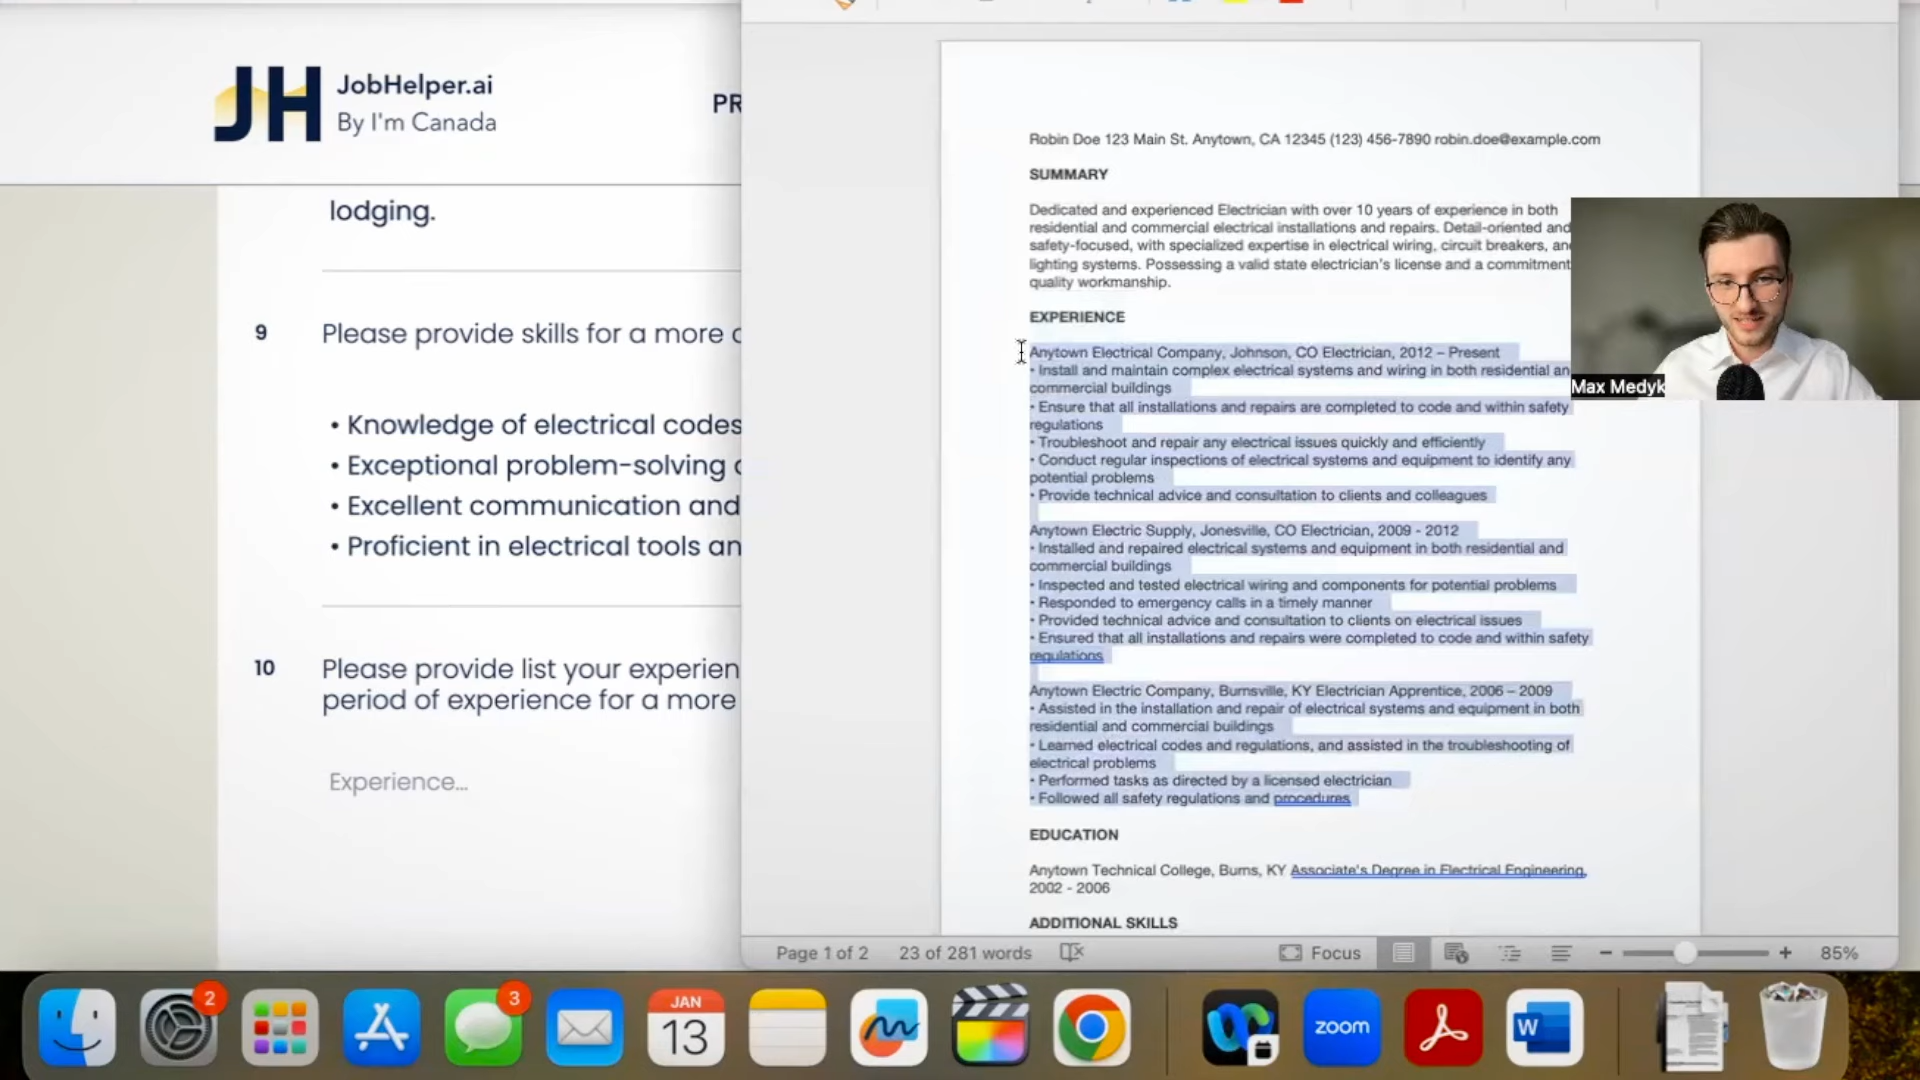 JH
JobHelper.ai
By I'm Canada
PR
lodging.
9
Please provide skills for a more
• Knowledge of electrical codes
• Exceptional problem-solving
• Excellent communication and
• Proficient in electrical tools an
10
Please provide list your experien
period of experience for a more
Experience...
Robin Doe 123 Main St. Anytown, CA 12345 (123) 456-7890 robin.doe@example.com
SUMMARY
Dedicated and experienced Electrician with over 10 years of experience in both
residential and commercial electrical installations and repairs. Detail-oriented and
safety-focused, with specialized expertise in electrical wiring, circuit breakers, an
lighting systems. Possessing a valid state electrician's license and a commitment
quality workmanship.
EXPERIENCE
Anytown Electrical Company, Johnson, CO Electrician, 2012 – Present
• Install and maintain complex electrical systems and wiring in both residential an
commercial buildings
• Ensure that all installations and repairs are completed to code and within safety
regulations
• Troubleshoot and repair any electrical issues quickly and efficiently
• Conduct regular inspections of electrical systems and equipment to identify any
potential problems
• Provide technical advice and consultation to clients and colleagues
Anytown Electric Supply, Jonesville, CO Electrician, 2009 - 2012
• Installed and repaired electrical systems and equipment in both residential and
commercial buildings
• Inspected and tested electrical wiring and components for potential problems
• Responded to emergency calls in a timely manner
• Provided technical advice and consultation to clients on electrical issues
• Ensured that all installations and repairs were completed to code and within safety
regulations
Anytown Electric Company, Burnsville, KY Electrician Apprentice, 2006 – 2009
• Assisted in the installation and repair of electrical systems and equipment in both
residential and commercial buildings
• Learned electrical codes and regulations, and assisted in the troubleshooting of
electrical problems
• Performed tasks as directed by a licensed electrician
• Followed all safety regulations and procedures
EDUCATION
Anytown Technical College, Burns, KY Associate's Degree in Electrical Engineering,
2002 - 2006
ADDITIONAL SKILLS
Max Medyk
Page 1 of 2 23 of 281 words Focus 85%
2
3
JAN
13
zoom
W